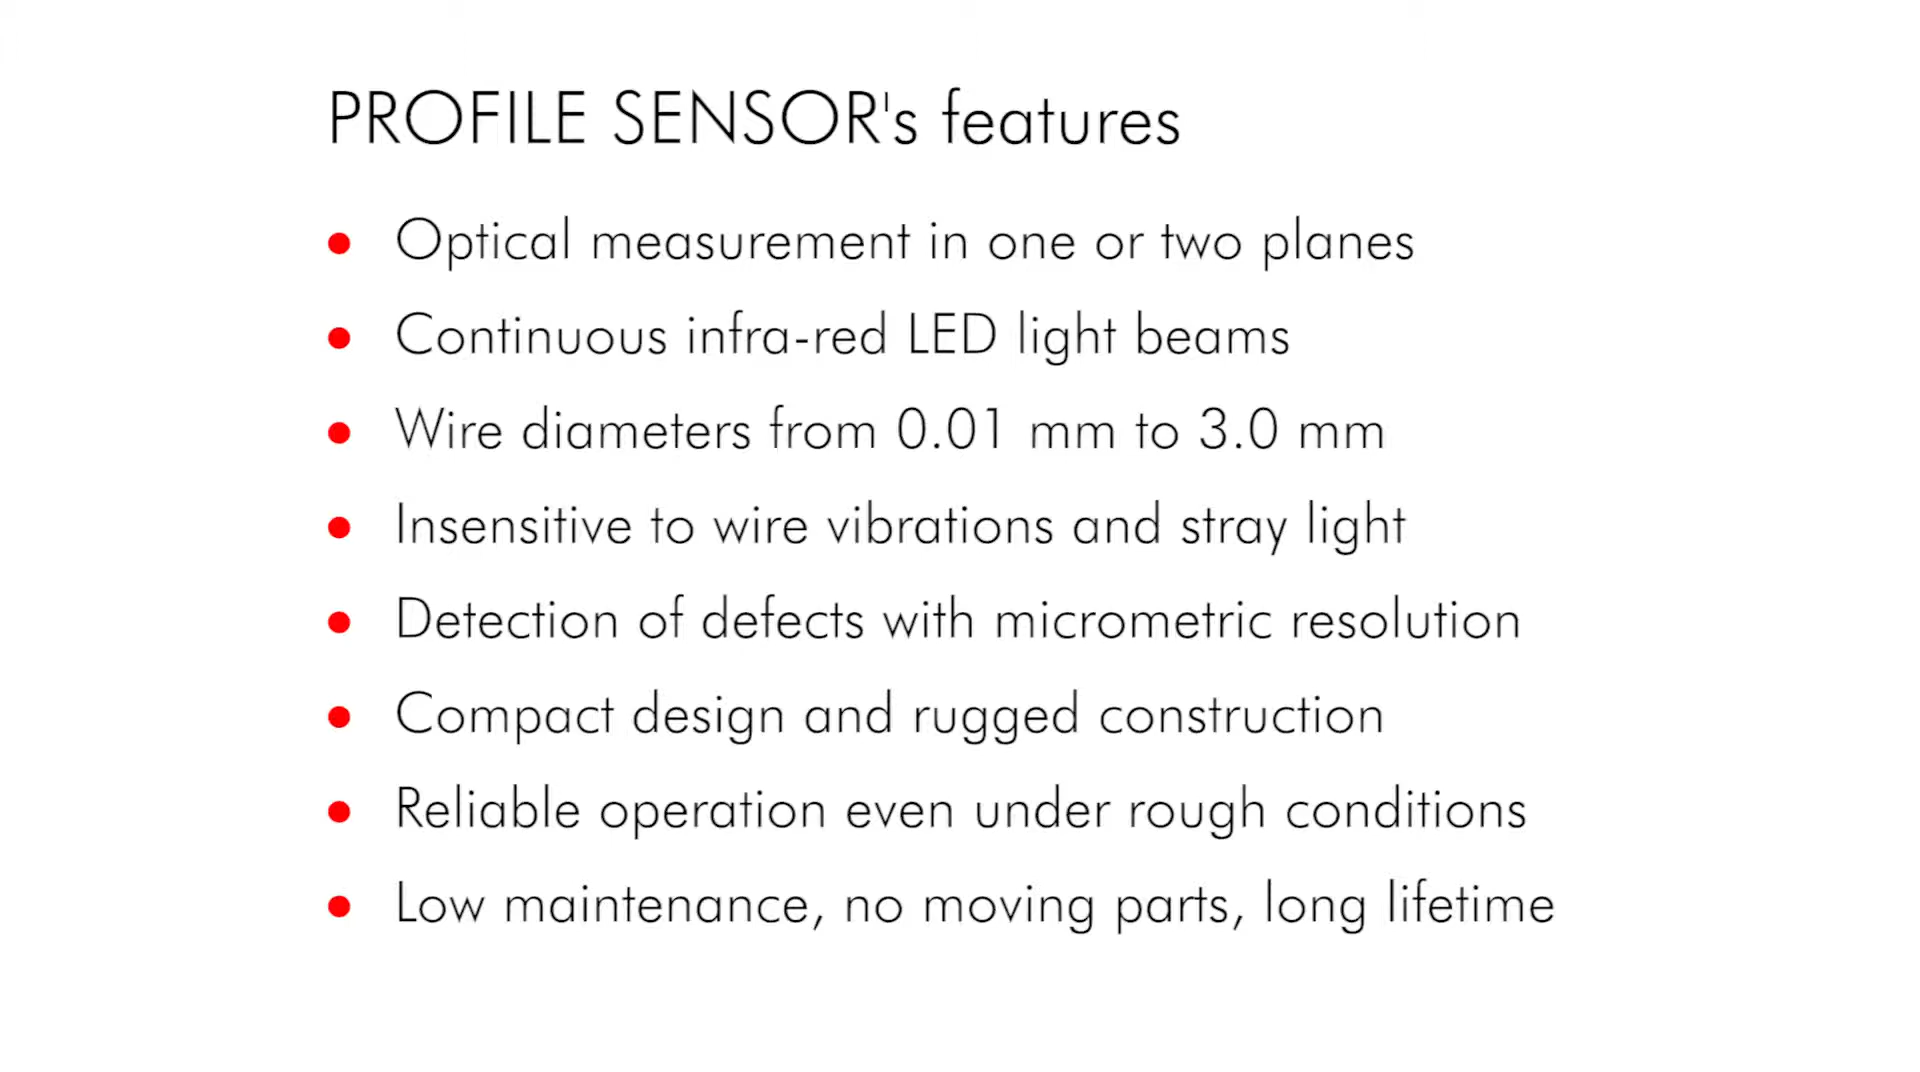 PROFILE SENSOR's features
• Optical measurement in one or two planes
• Continuous infra-red LED light beams
• Wire diameters from 0.01 mm to 3.0 mm
• Insensitive to wire vibrations and stray light
• Detection of defects with micrometric resolution
• Compact design and rugged construction
• Reliable operation even under rough conditions
• Low maintenance, no moving parts, long lifetime